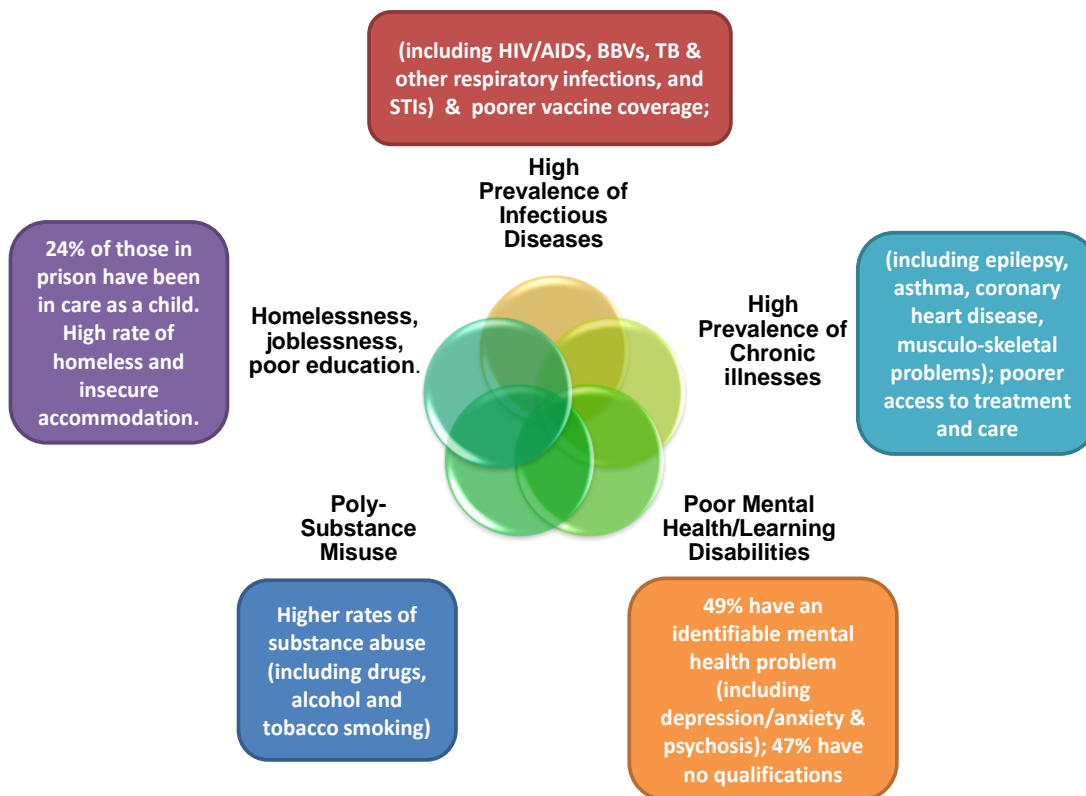 (including HIV/AIDS, BBVs, TB &
other respiratory infections, and
STIs)  &  poorer vaccine coverage;
High
Prevalence of
Infectious
Diseases
24% of those in
prison have been
in care as a child.
High rate of
homeless and
insecure
accommodation.
Homelessness,
joblessness,
poor education.
High
Prevalence of
Chronic
illnesses
(including epilepsy,
asthma, coronary
heart disease,
musculo-skeletal
problems); poorer
access to treatment
and care
Poly-
Substance
Misuse
Higher rates of
substance abuse
(including drugs,
alcohol and
tobacco smoking)
Poor Mental
Health/Learning
Disabilities
49% have an
identifiable mental
health problem
(including
depression/anxiety &
psychosis); 47% have
no qualifications